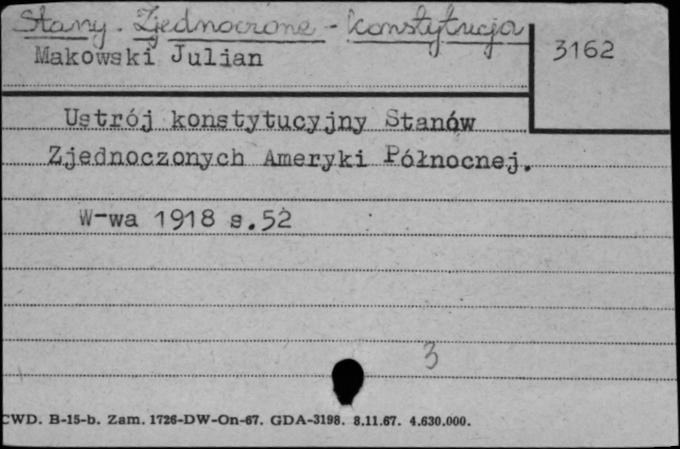 Stany Zjednoczone - konstytucja
Makowski Julian
3162
Ustrój konstytucyjny Stanów
Zjednoczonych Ameryki Północnej.
W-wa 1918 s.52
3
CWD. B-15-b. Zam. 1726-DW-On-67. GDA-3198. 8.11.67. 4.630.000.